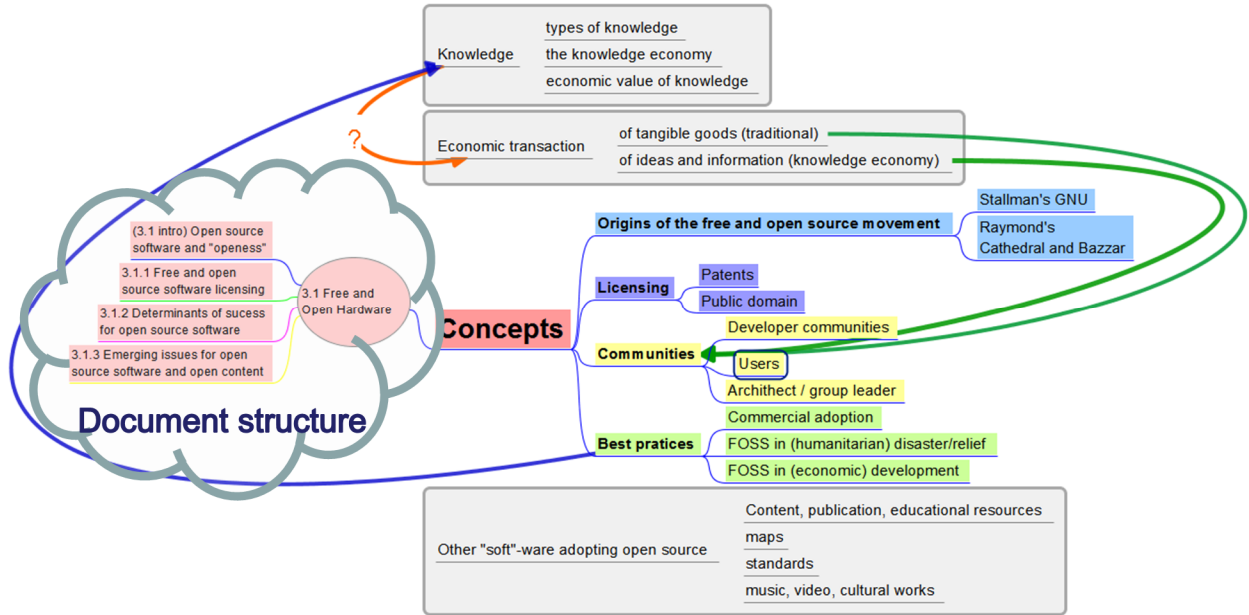 types of knowledge
Knowledge
the knowledge economy
economic value of knowledge
?
of tangible goods (traditional)
Economic transaction
of ideas and information (knowledge economy)
(3.1 intro) Open source
software and "openess"
3.1.1 Free and open
source software licensing
3.1.2 Determinants of sucess
for open source software
3.1.3 Emerging issues for open
source software and open content
3.1 Free and
Open Hardware
Document structure
Concepts
Origins of the free and open source movement
Stallman's GNU
Raymond's
Cathedral and Bazzar
Licensing
Patents
Public domain
Communities
Developer communities
Users
Archithect / group leader
Best pratices
Commercial adoption
FOSS in (humanitarian) disaster/relief
FOSS in (economic) development
Other "soft"-ware adopting open source
Content, publication, educational resources
maps
standards
music, video, cultural works